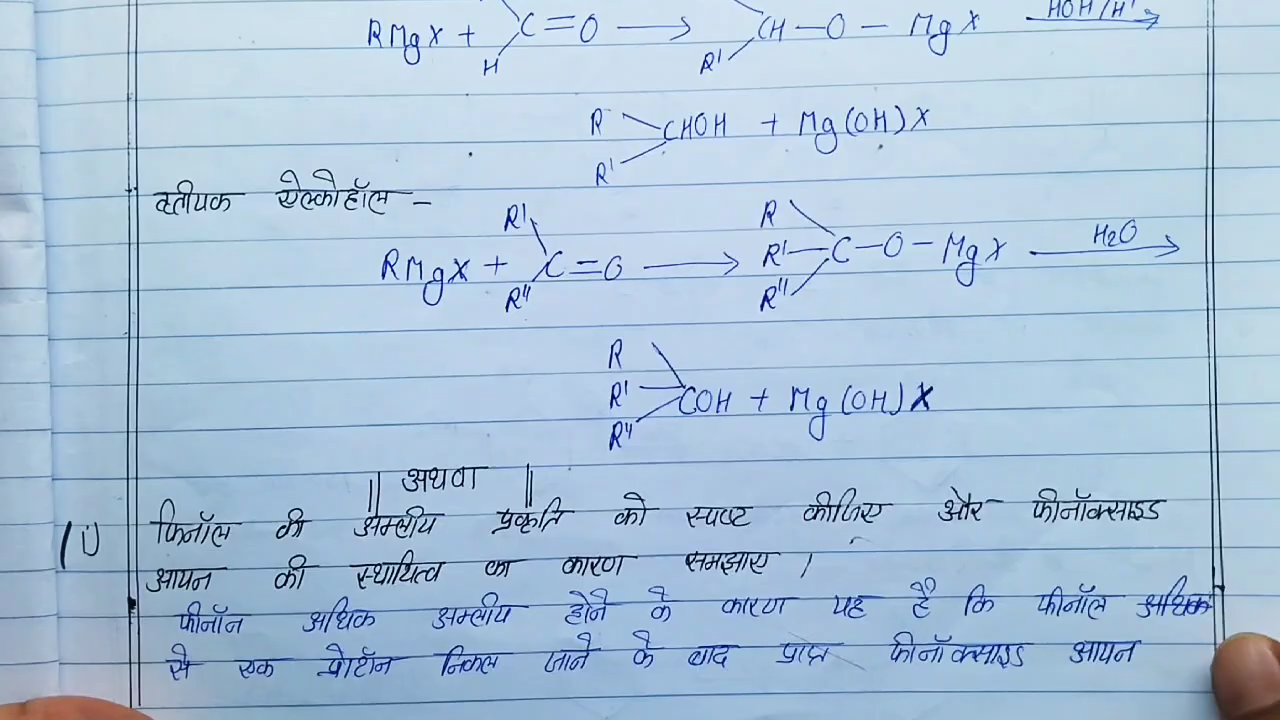 RMgX + C=O → CH-O-MgX HOH/H⁺ →
H R'
R
CHOH + Mg(OH)X
R'
तृतीयक ऐल्कोहॉल -
R' R
RMgX + C=O → R'-C-O-MgX H₂O →
R" R"
R
R' COH + Mg(OH)X
R"
|| अथवा ||
(i) फिनॉल की अम्लीय प्रकृति को स्पष्ट कीजिए और फीनॉक्साइड
आयन की स्थायित्व का कारण समझाए ।
फीनॉन अधिक अम्लीय होने के कारण यह है कि फीनॉल अधिक
से एक प्रोटॉन निकल जाने के बाद प्राप्त फीनॉक्साइड आयन